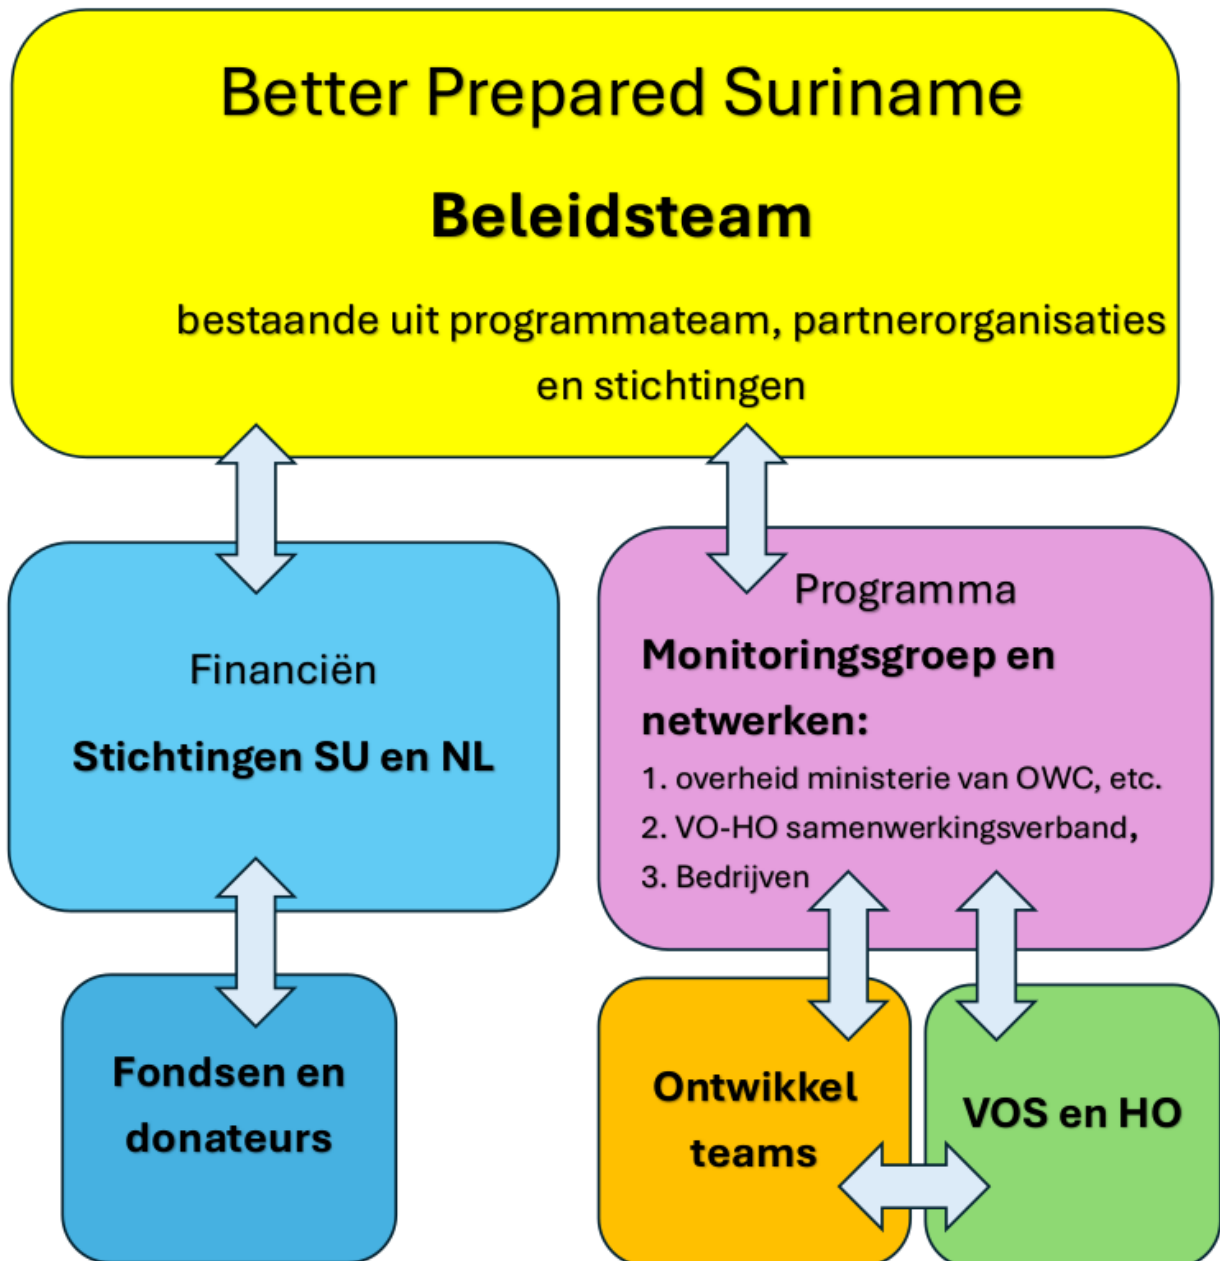 Better Prepared Suriname
Beleidsteam
bestaande uit programmateam, partnerorganisaties
en stichtingen
Financiën
Stichtingen SU en NL
Programma
Monitoringsgroep en
netwerken:
1. overheid ministerie van OWC, etc.
2. VO-HO samenwerkingsverband,
3. Bedrijven
Fondsen en
donateurs
Ontwikkel
teams
VOS en HO